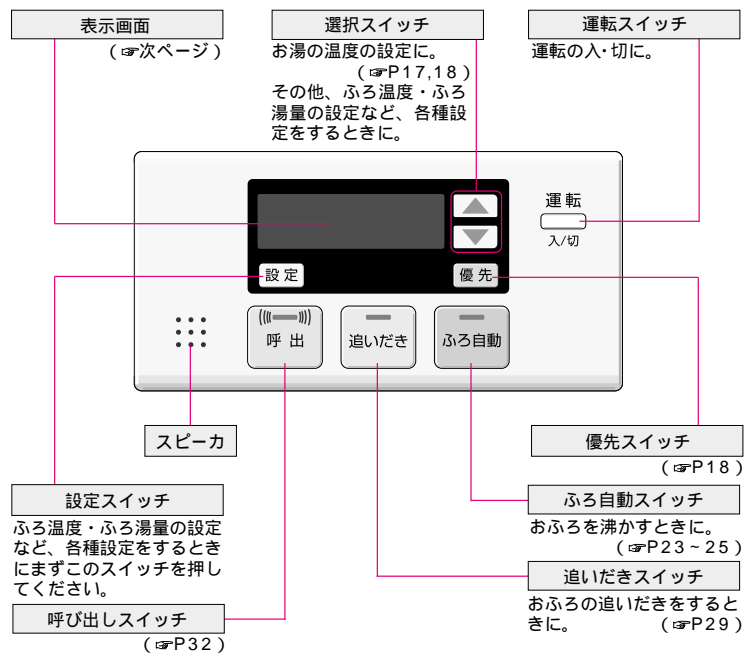 表示画面
(☞次ページ)
選択スイッチ
お湯の温度の設定に。
(☞P17,18)
その他、ふろ温度・ふろ
湯量の設定など、各種設
定をするときに。
運転スイッチ
運転の入・切に。
運転
入/切
設定
優先
呼出
追いだき
ふろ自動
スピーカ
設定スイッチ
ふろ温度・ふろ湯量の設定
など、各種設定をするとき
にまずこのスイッチを押し
てください。
呼び出しスイッチ
(☞P32)
優先スイッチ
(☞P18)
ふろ自動スイッチ
おふろを沸かすときに。
(☞P23~25)
追いだきスイッチ
おふろの追いだきをすると
きに。 (☞P29)